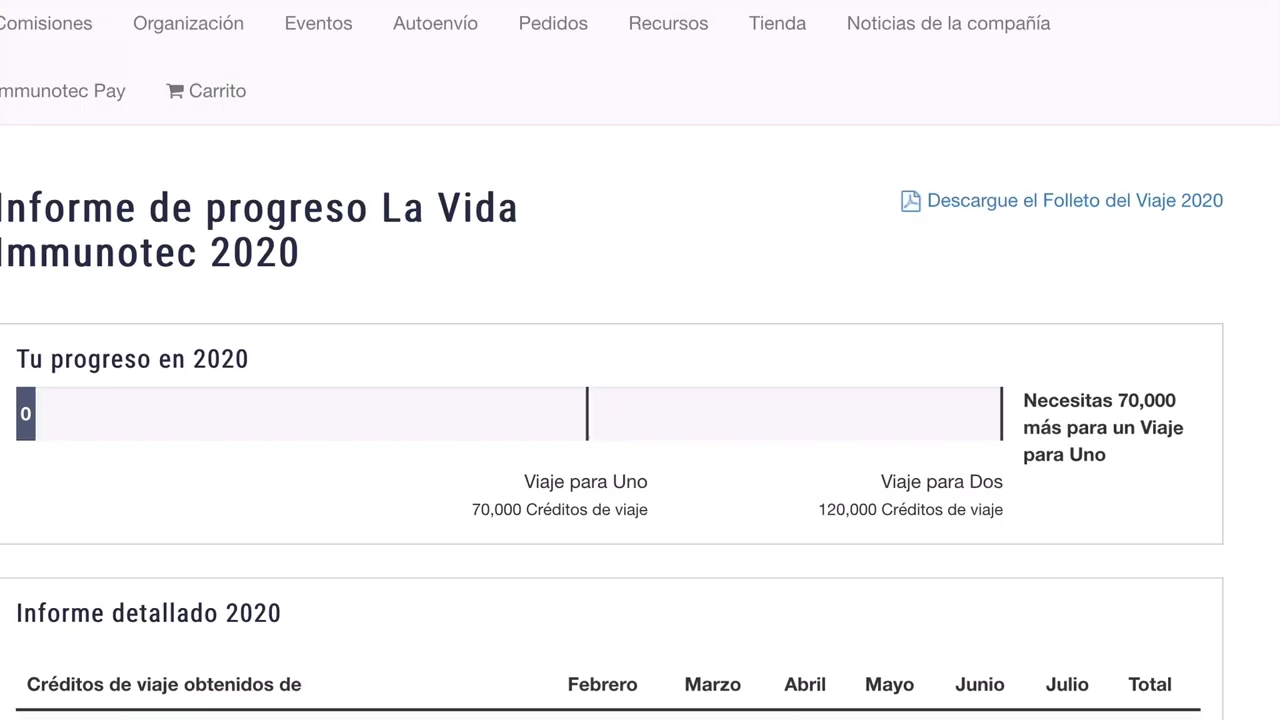 Comisiones Organización Eventos Autoenvío Pedidos Recursos Tienda Noticias de la compañía
mmunotec Pay Carrito
Informe de progreso La Vida
Immunotec 2020
Descargue el Folleto del Viaje 2020
Tu progreso en 2020
0
Necesitas 70,000
más para un Viaje
para Uno
Viaje para Uno
70,000 Créditos de viaje
Viaje para Dos
120,000 Créditos de viaje
Informe detallado 2020
Créditos de viaje obtenidos de Febrero Marzo Abril Mayo Junio Julio Total